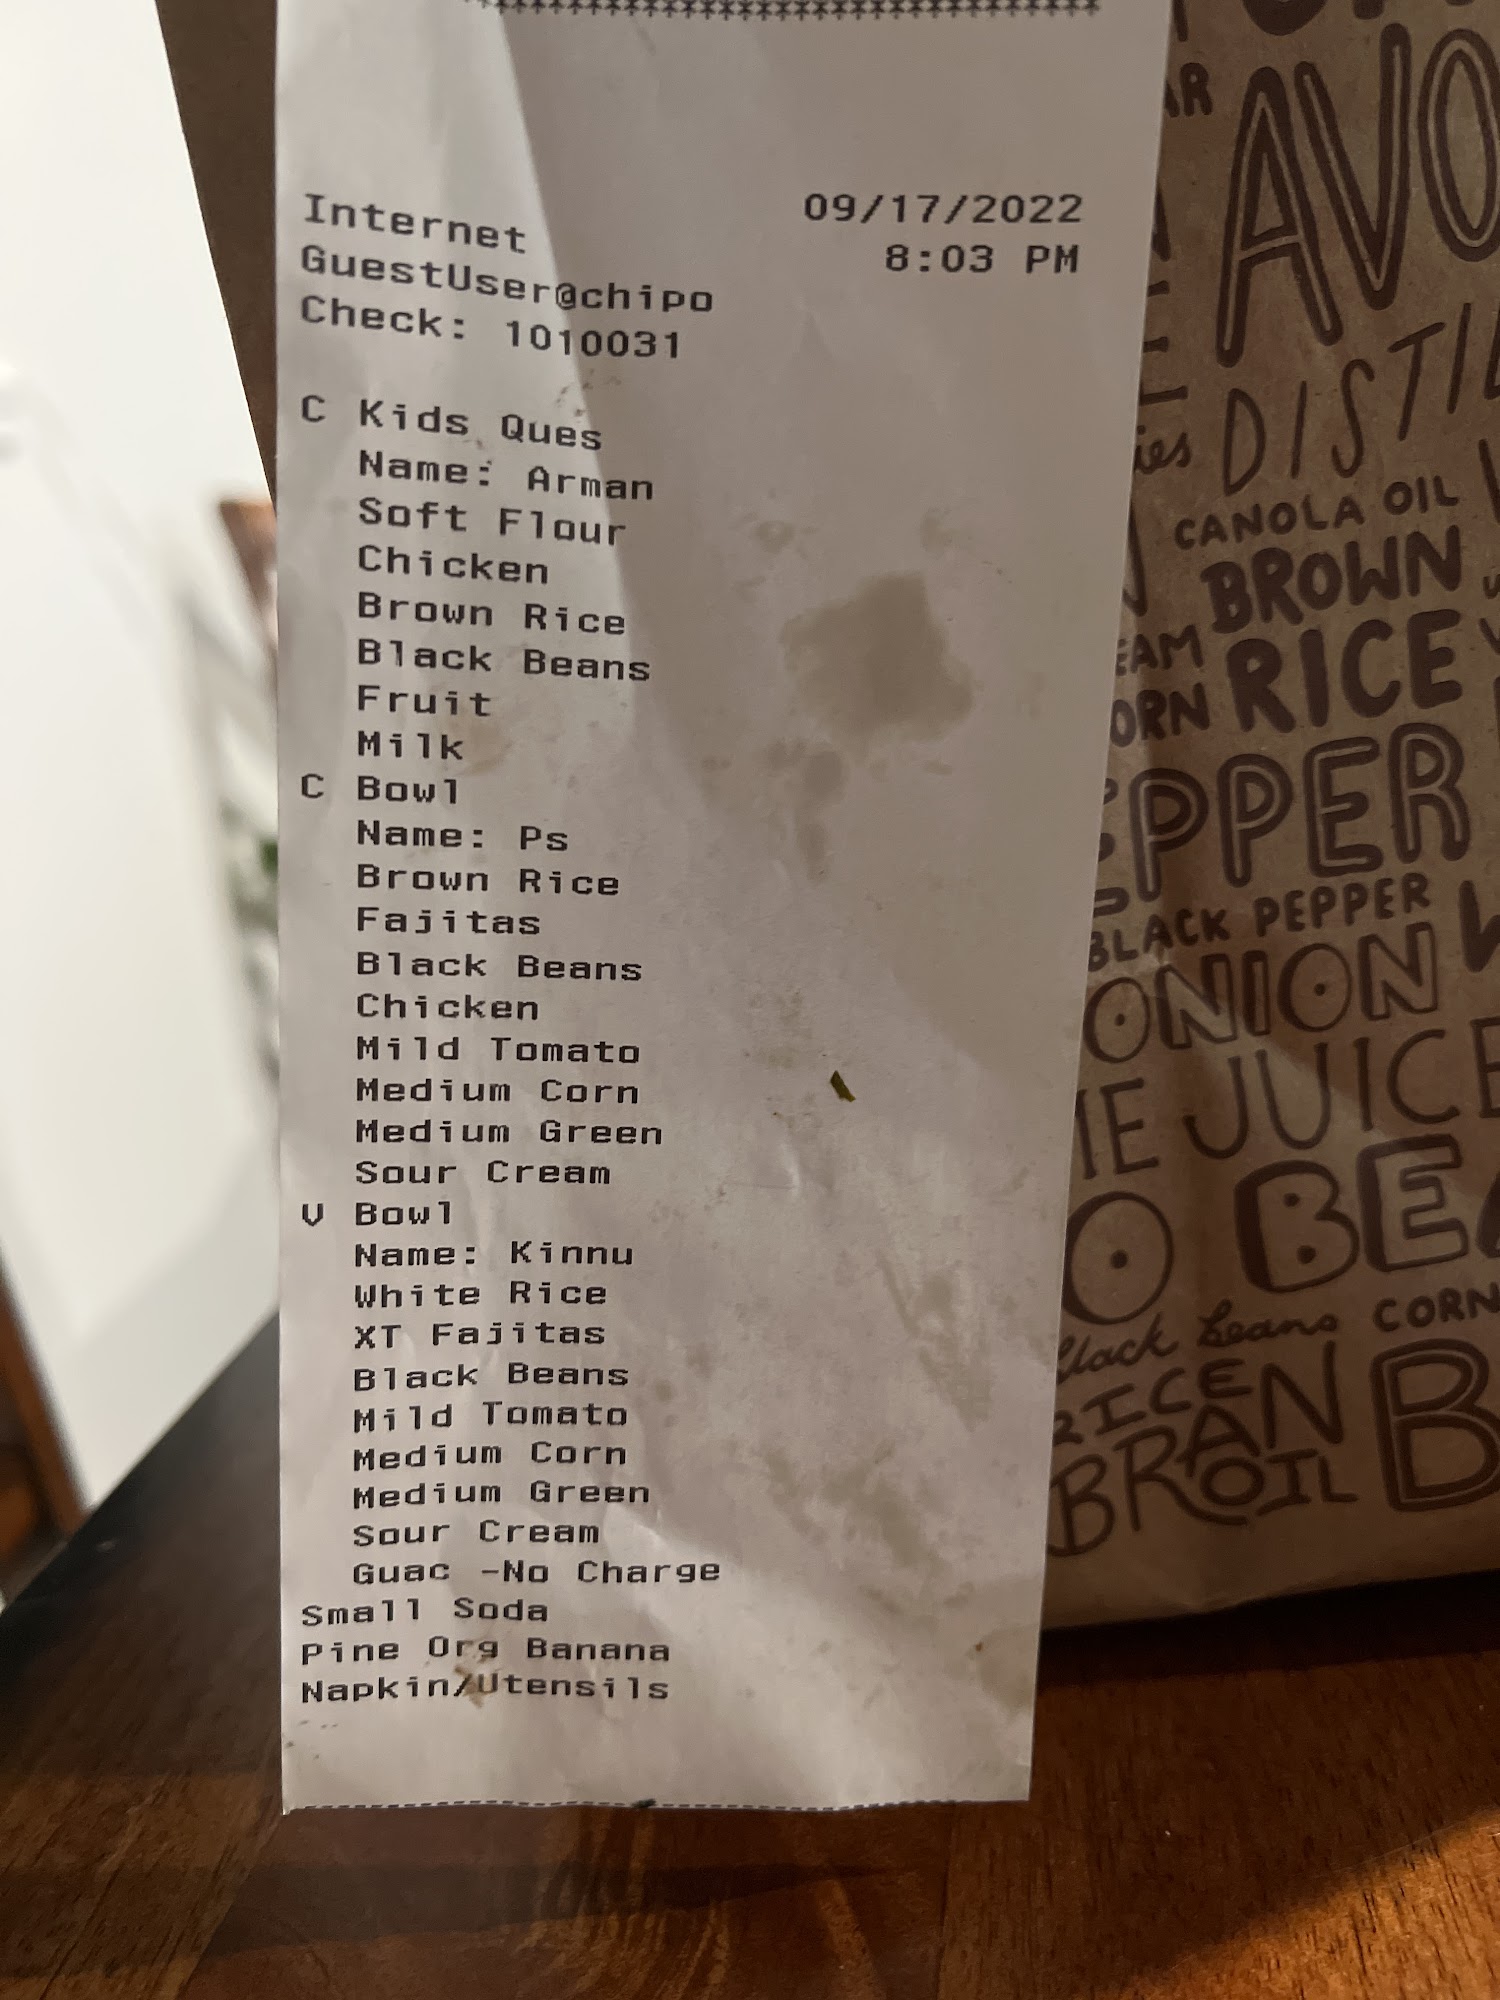 Internet 09/17/2022
GuestUser@chipo 8:03 PM
Check: 1010031
C Kids Ques
Name: Arman
Soft Flour
Chicken
Brown Rice
Black Beans
Fruit
Milk
C Bowl
Name: Ps
Brown Rice
Fajitas
Black Beans
Chicken
Mild Tomato
Medium Corn
Medium Green
Sour Cream
V Bowl
Name: Kinnu
White Rice
XT Fajitas
Black Beans
Mild Tomato
Medium Corn
Medium Green
Sour Cream
Guac -No Charge
Small Soda
Pine Org Banana
Napkin/Utensils
AVO
DISTIL
CANOLA OIL
BROWN
RICE
EPPER
BLACK PEPPER
ONION
JUICE
BEA
black beans CORN
RICE
BRAN
OIL